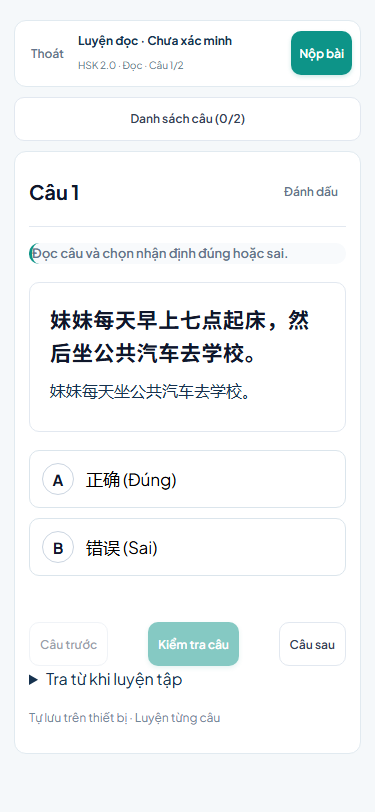 Thoát
Luyện đọc · Chưa xác minh
HSK 2.0 · Đọc · Câu 1/2
Nộp bài
Danh sách câu (0/2)
Câu 1
Đánh dấu
Đọc câu và chọn nhận định đúng hoặc sai.
妹妹每天早上七点起床，然
后坐公共汽车去学校。
妹妹每天坐公共汽车去学校。
A 正确 (Đúng)
B 错误 (Sai)
Câu trước
Kiểm tra câu
Câu sau
▶ Tra từ khi luyện tập
Tự lưu trên thiết bị · Luyện từng câu